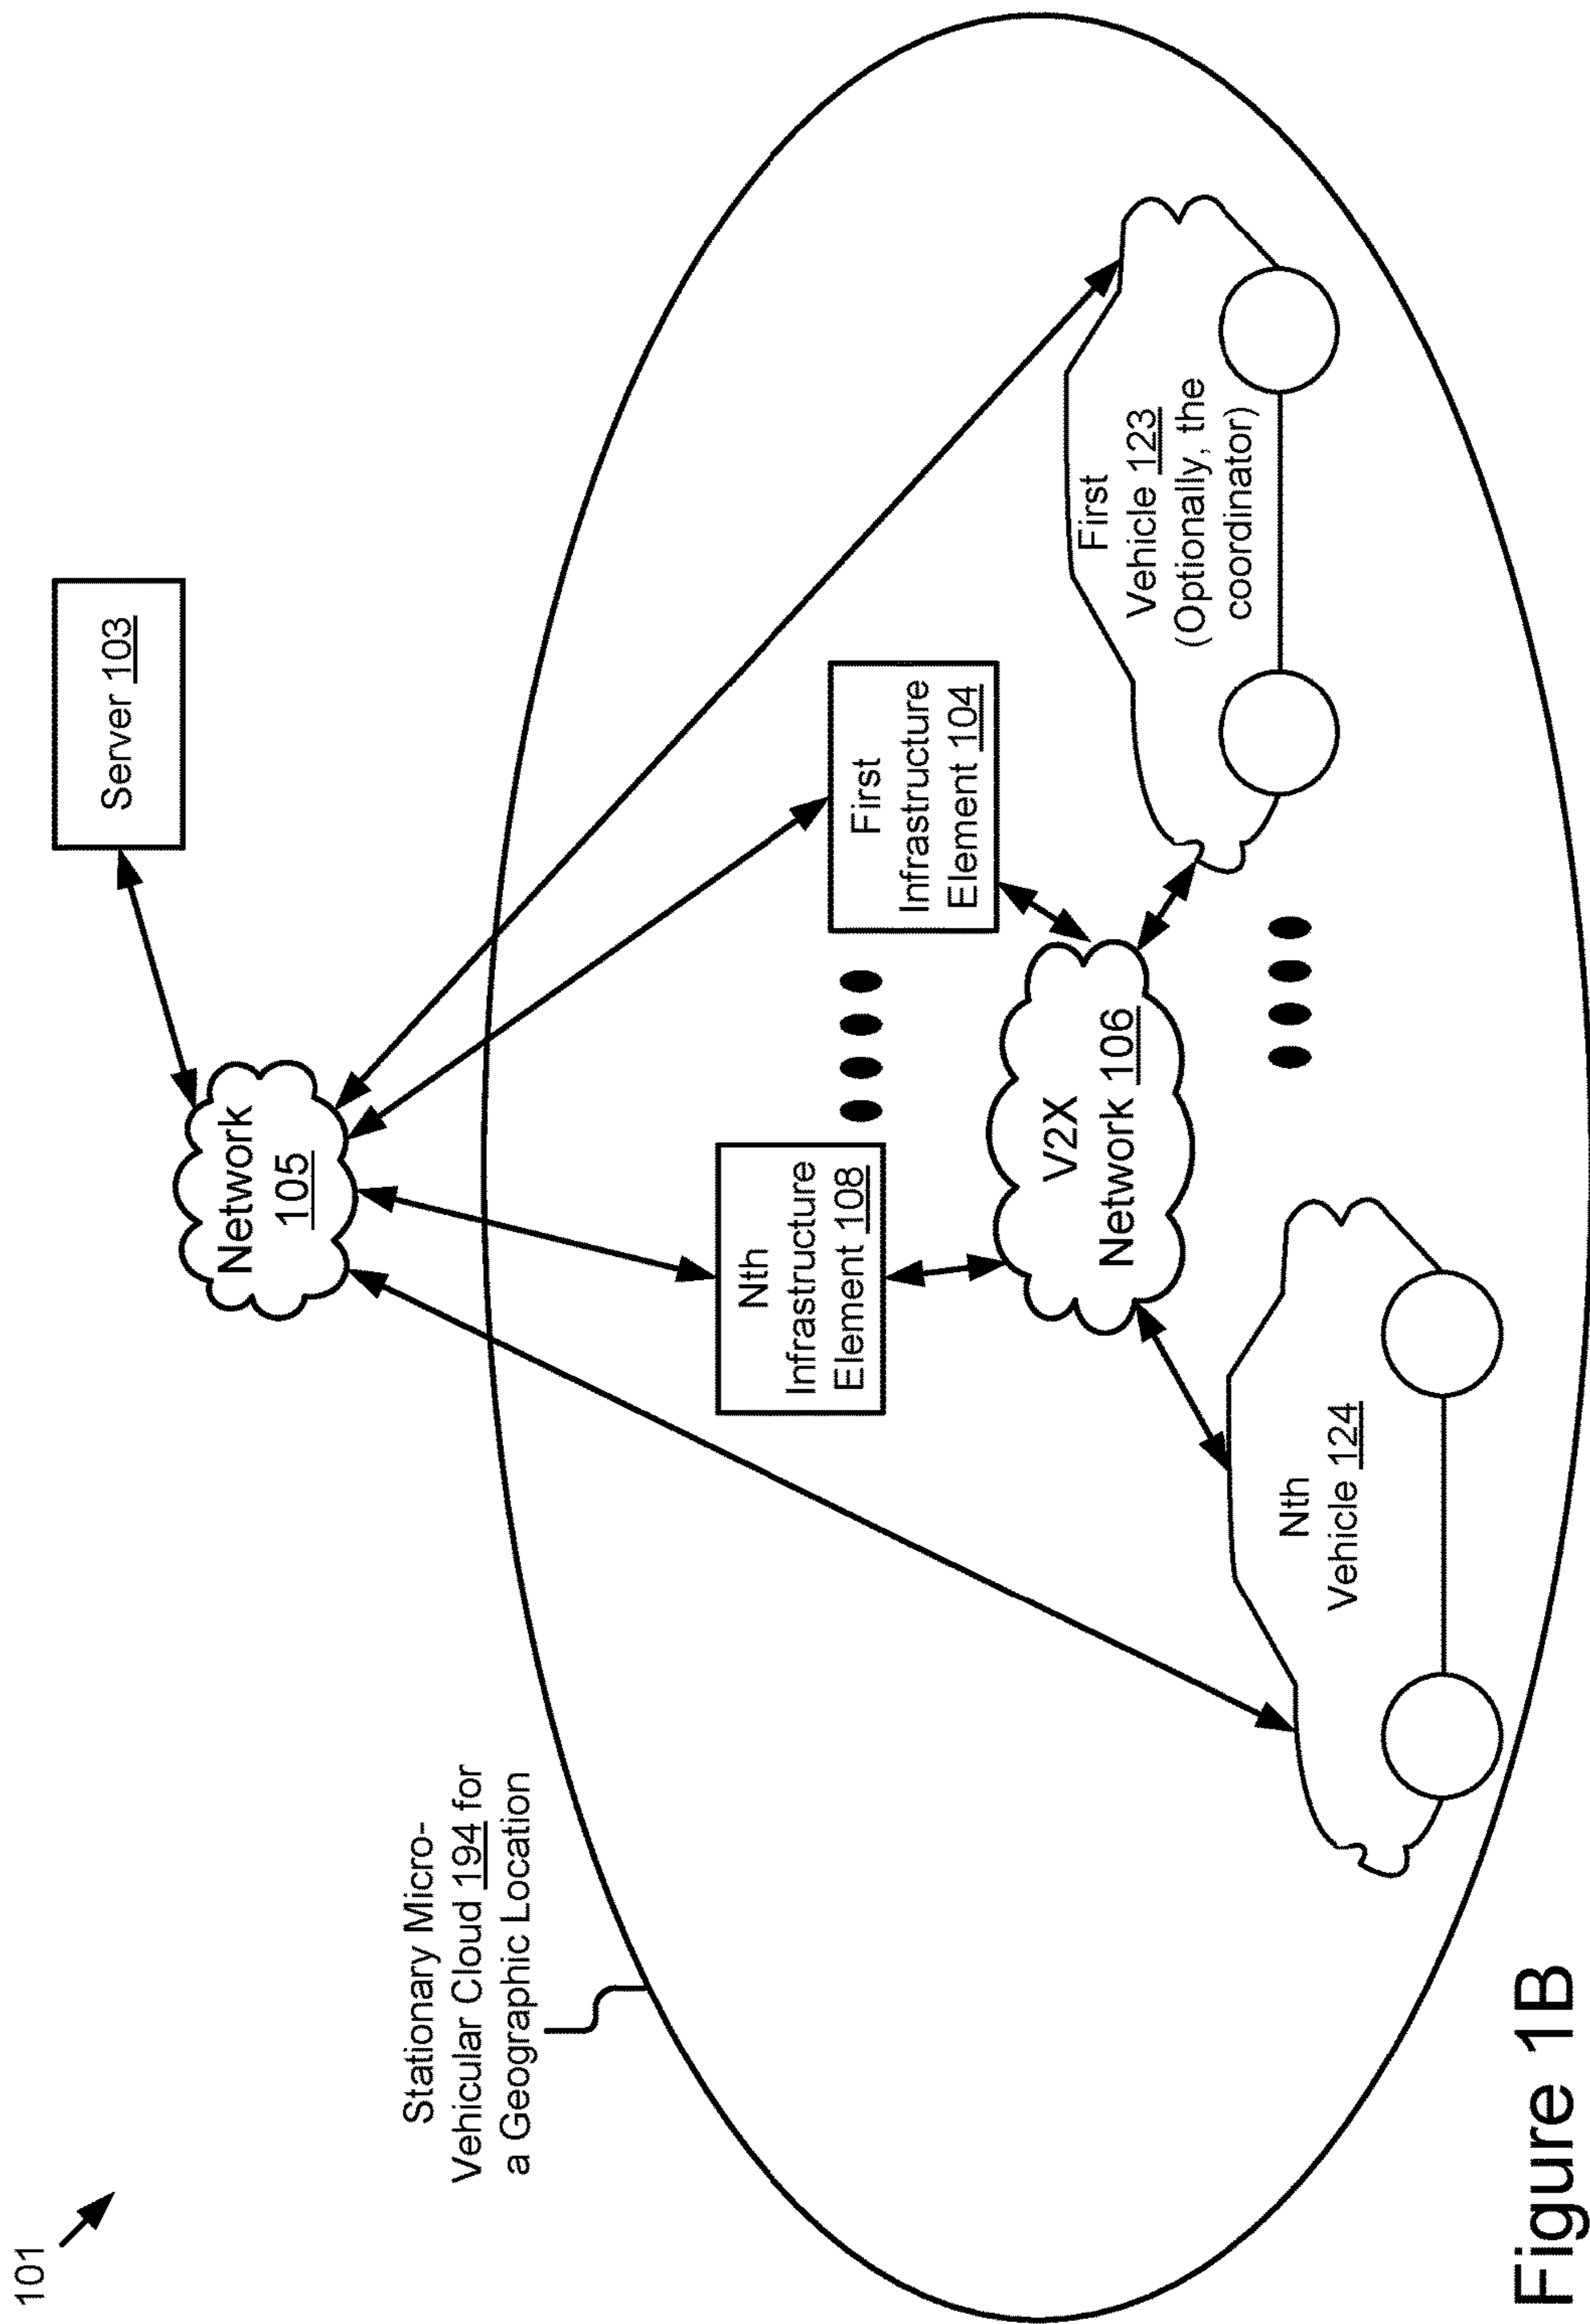 101
Server 103
Network
105
Stationary Micro-
Vehicular Cloud 194 for
a Geographic Location
Nth
Infrastructure
Element 108
First
Infrastructure
Element 104
V2X
Network 106
Nth
Vehicle 124
First
Vehicle 123
(Optionally, the
coordinator)
Figure 1B